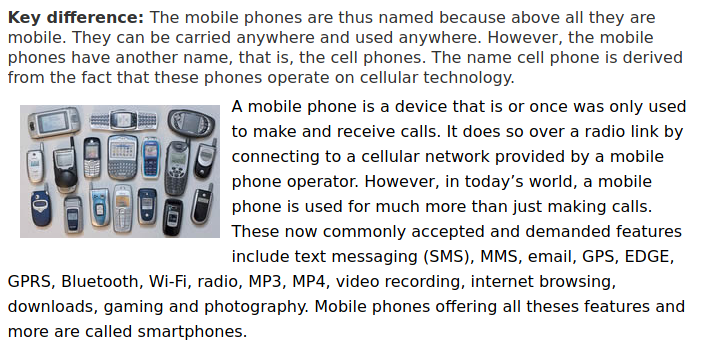 Key difference: The mobile phones are thus named because above all they are
mobile. They can be carried anywhere and used anywhere. However, the mobile
phones have another name, that is, the cell phones. The name cell phone is derived
from the fact that these phones operate on cellular technology.
A mobile phone is a device that is or once was only used
to make and receive calls. It does so over a radio link by
connecting to a cellular network provided by a mobile
phone operator. However, in today’s world, a mobile
phone is used for much more than just making calls.
These now commonly accepted and demanded features
include text messaging (SMS), MMS, email, GPS, EDGE,
GPRS, Bluetooth, Wi-Fi, radio, MP3, MP4, video recording, internet browsing,
downloads, gaming and photography. Mobile phones offering all theses features and
more are called smartphones.